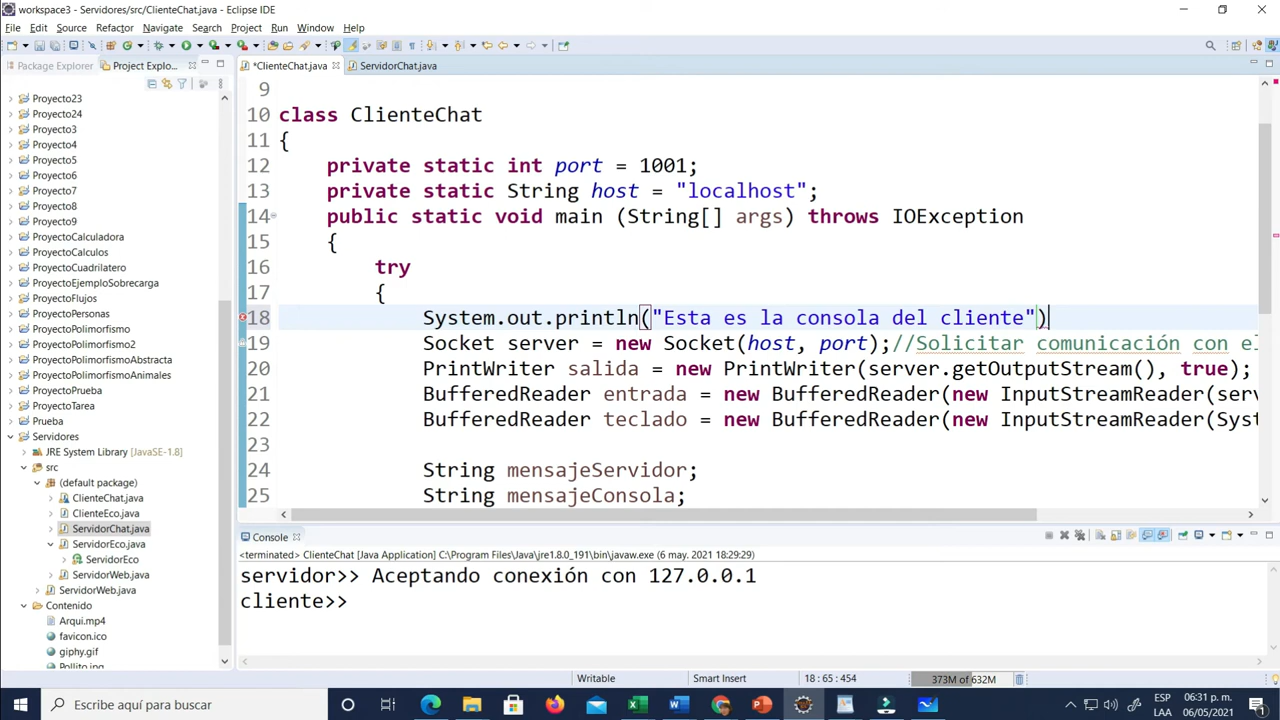 workspace3 - Servidores/src/ClienteChat.java - Eclipse IDE
File Edit Source Refactor Navigate Search Project Run Window Help
Package Explorer Project Explo... *ClienteChat.java ServidorChat.java
Proyecto23
Proyecto24
Proyecto3
Proyecto4
Proyecto5
Proyecto6
Proyecto7
Proyecto8
Proyecto9
ProyectoCalculadora
ProyectoCalculos
ProyectoCuadrilatero
ProyectoEjemploSobrecarga
ProyectoFlujos
ProyectoPersonas
ProyectoPolimorfismo
ProyectoPolimorfismo2
ProyectoPolimorfismoAbstracta
ProyectoPolimorfismoAnimales
ProyectoPrueba
ProyectoTarea
Prueba
Servidores
JRE System Library [JavaSE-1.8]
src
(default package)
ClienteChat.java
ClienteEco.java
ServidorChat.java
ServidorEco.java
ServidorEco
ServidorWeb.java
ServidorWeb.java
Contenido
Arqui.mp4
favicon.ico
giphy.gif
Pollito.jpg
9
10 class ClienteChat
11 {
12 private static int port = 1001;
13 private static String host = "localhost";
14 public static void main (String[] args) throws IOException
15 {
16 try
17 {
18 System.out.println("Esta es la consola del cliente")
19 Socket server = new Socket(host, port);//Solicitar comunicación con el
20 PrintWriter salida = new PrintWriter(server.getOutputStream(), true);
21 BufferedReader entrada = new BufferedReader(new InputStreamReader(serv
22 BufferedReader teclado = new BufferedReader(new InputStreamReader(Syst
23
24 String mensajeServidor;
25 String mensajeConsola;
Console
<terminated> ClienteChat [Java Application] C:\Program Files\Java\jre1.8.0_191\bin\javaw.exe (6 may. 2021 18:29:29)
servidor>> Aceptando conexión con 127.0.0.1
cliente>>
Writable Smart Insert 18 : 65 : 454 373M of 632M
Escribe aquí para buscar
ESP 06:31 p. m.
LAA 06/05/2021
1